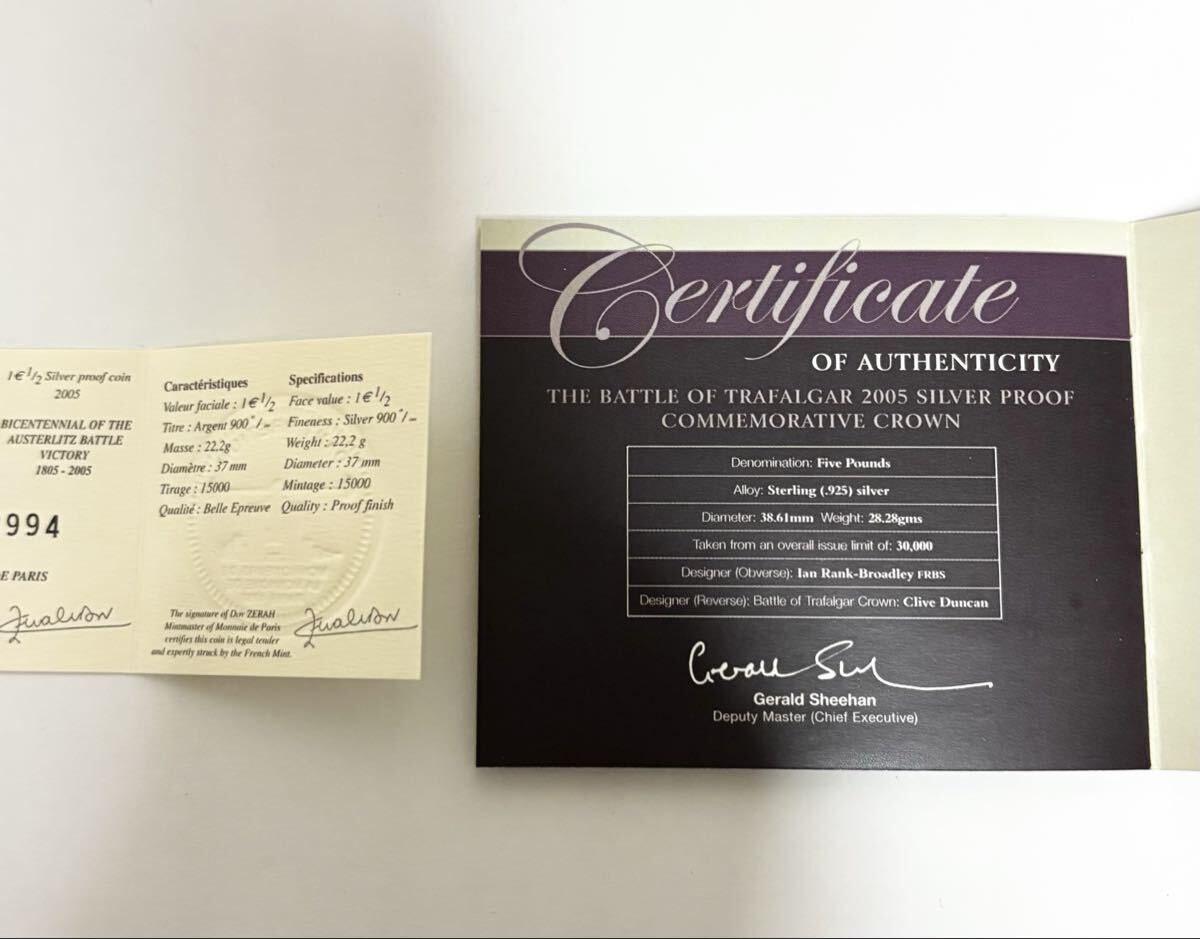 1€1/2 Silver proof coin
2005
BICENTENNIAL OF THE
AUSTERLITZ BATTLE
VICTORY
1805 - 2005
994
E PARIS
Caractéristiques
Valeur faciale : 1€1/2
Titre : Argent 900°/..
Masse : 22.2g
Diamètre : 37 mm
Tirage : 15000
Qualité : Belle Epreuve
Specifications
Face value : 1€1/2
Fineness : Silver 900°/..
Weight : 22,2 g
Diameter : 37 mm
Mintage : 15000
Quality : Proof finish
The signature of Dov ZERAH
Mintmaster of Monnaie de Paris
certifies this coin is legal tender
and expertly struck by the French Mint.
Certificate
OF AUTHENTICITY
THE BATTLE OF TRAFALGAR 2005 SILVER PROOF
COMMEMORATIVE CROWN
Denomination: Five Pounds
Alloy: Sterling (.925) silver
Diameter: 38.61mm Weight: 28.28gms
Taken from an overall issue limit of: 30,000
Designer (Obverse): Ian Rank-Broadley FRBS
Designer (Reverse): Battle of Trafalgar Crown: Clive Duncan
Gerald Sheehan
Deputy Master (Chief Executive)